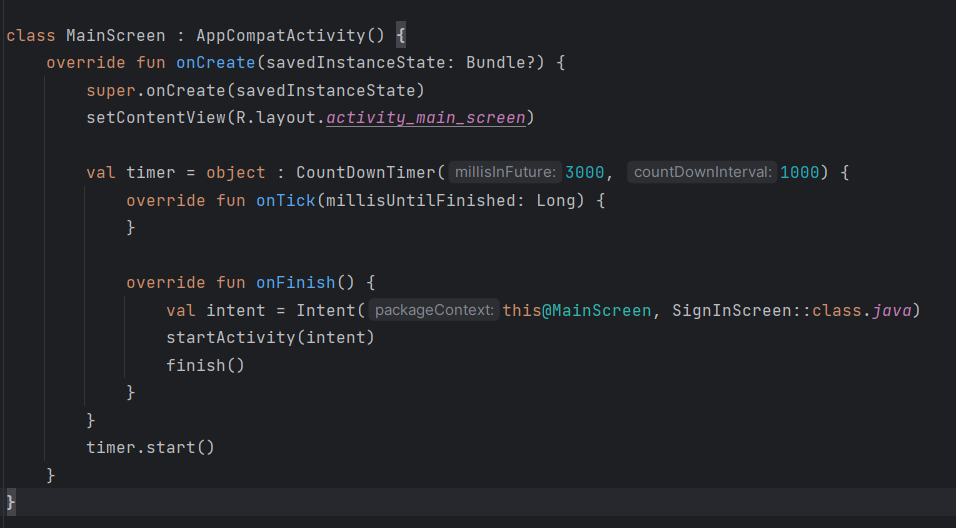 class MainScreen : AppCompatActivity() {
    override fun onCreate(savedInstanceState: Bundle?) {
        super.onCreate(savedInstanceState)
        setContentView(R.layout.activity_main_screen)

        val timer = object : CountDownTimer( millisInFuture: 3000, countDownInterval: 1000) {
            override fun onTick(millisUntilFinished: Long) {
            }

            override fun onFinish() {
                val intent = Intent( packageContext: this@MainScreen, SignInScreen::class.java)
                startActivity(intent)
                finish()
            }
        }
        timer.start()
    }
}